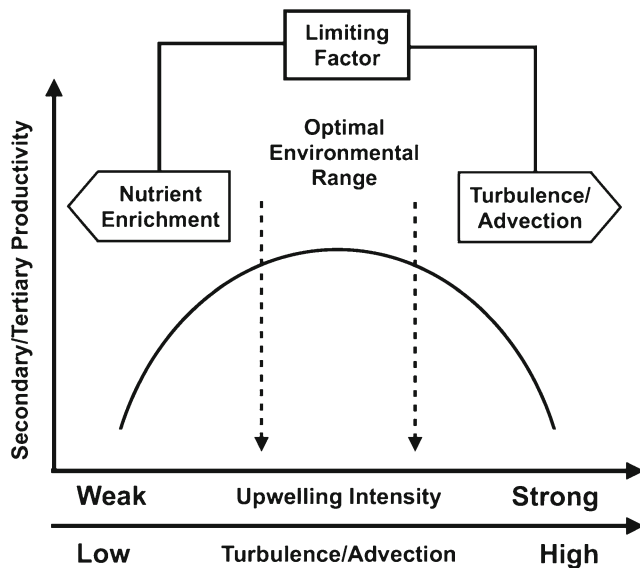 Limiting
Factor
Optimal
Environmental
Range
Nutrient
Enrichment
Turbulence/
Advection
Secondary/Tertiary Productivity
Weak
Upwelling Intensity
Strong
Low
Turbulence/Advection
High